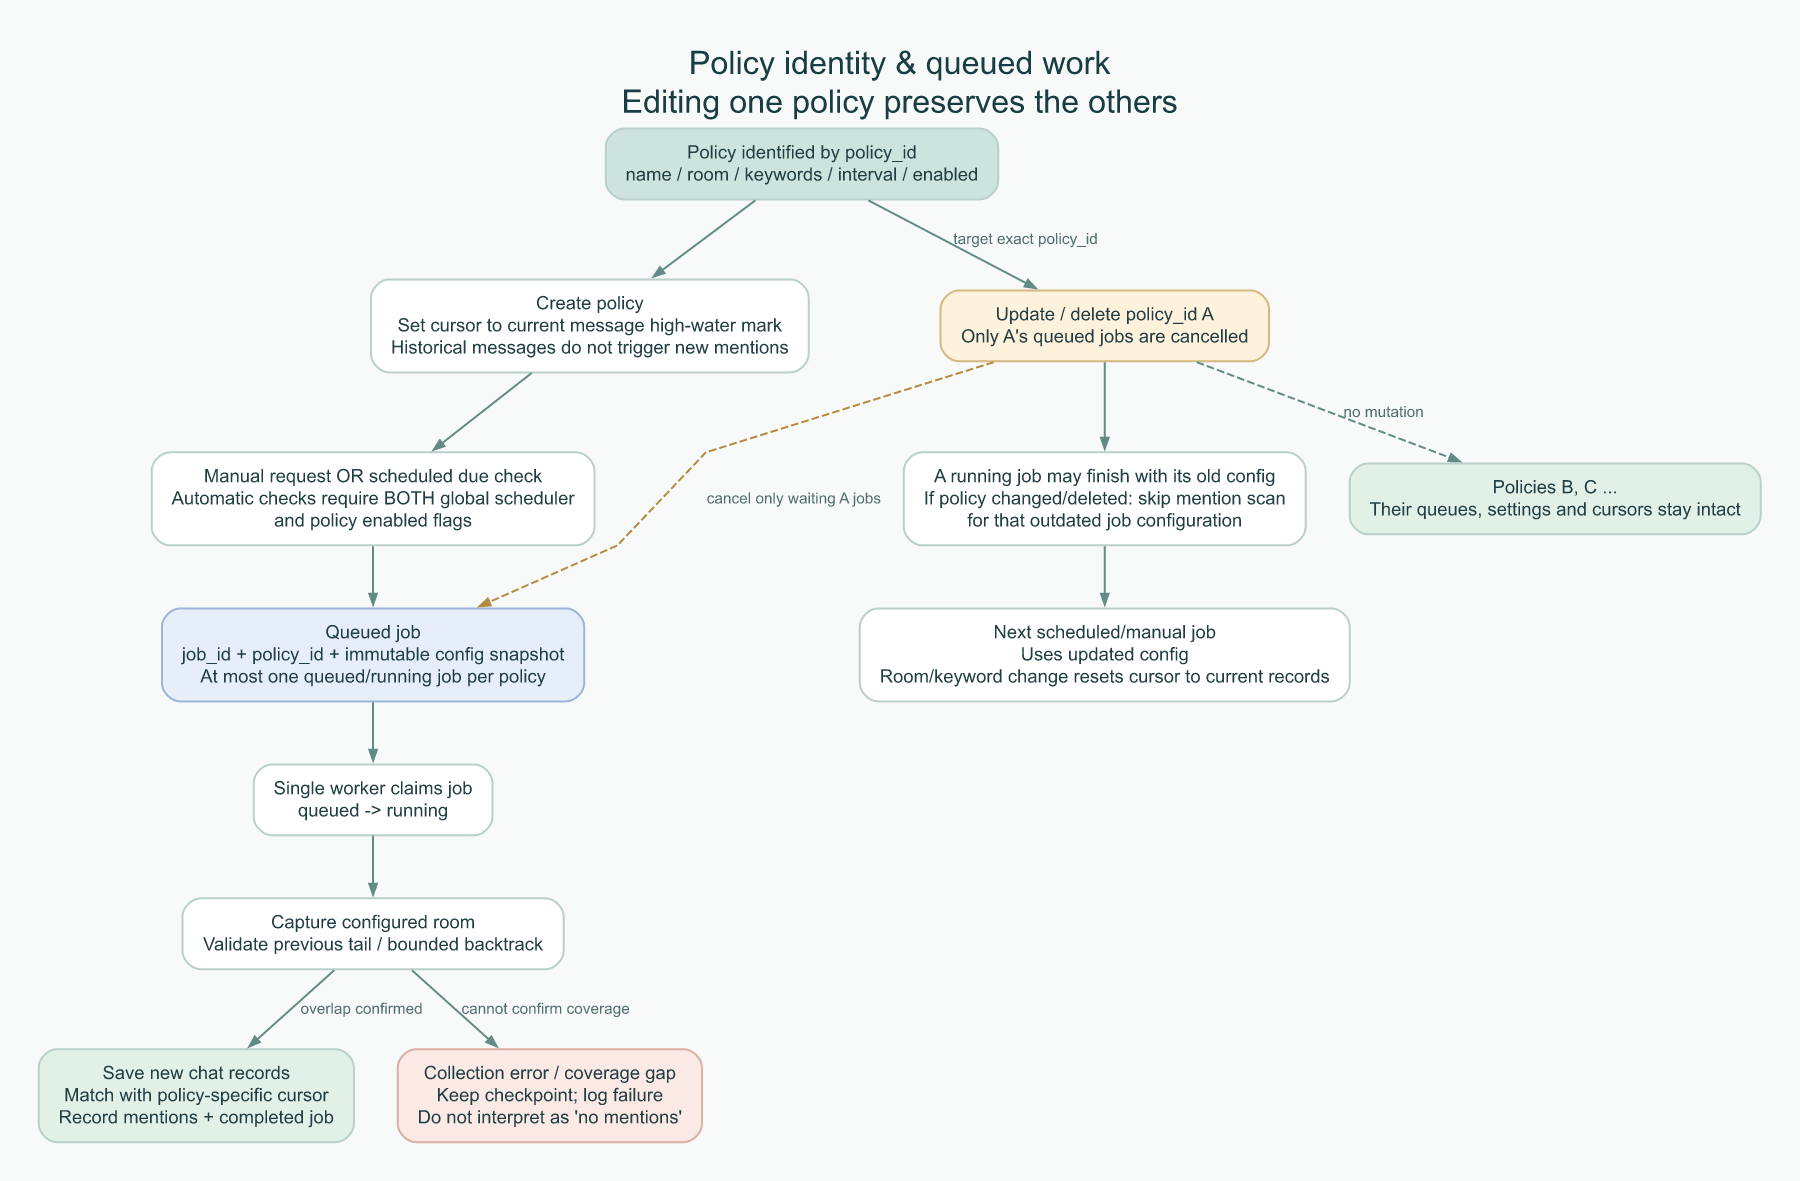 Policy identity & queued work
Editing one policy preserves the others
Policy identified by policy_id
name / room / keywords / interval / enabled
target exact policy_id
Create policy
Set cursor to current message high-water mark
Historical messages do not trigger new mentions
Update / delete policy_id A
Only A's queued jobs are cancelled
no mutation
Manual request OR scheduled due check
Automatic checks require BOTH global scheduler
and policy enabled flags
cancel only waiting A jobs
A running job may finish with its old config
If policy changed/deleted: skip mention scan
for that outdated job configuration
Policies B, C ...
Their queues, settings and cursors stay intact
Queued job
job_id + policy_id + immutable config snapshot
At most one queued/running job per policy
Next scheduled/manual job
Uses updated config
Room/keyword change resets cursor to current records
Single worker claims job
queued -> running
Capture configured room
Validate previous tail / bounded backtrack
overlap confirmed
cannot confirm coverage
Save new chat records
Match with policy-specific cursor
Record mentions + completed job
Collection error / coverage gap
Keep checkpoint; log failure
Do not interpret as 'no mentions'